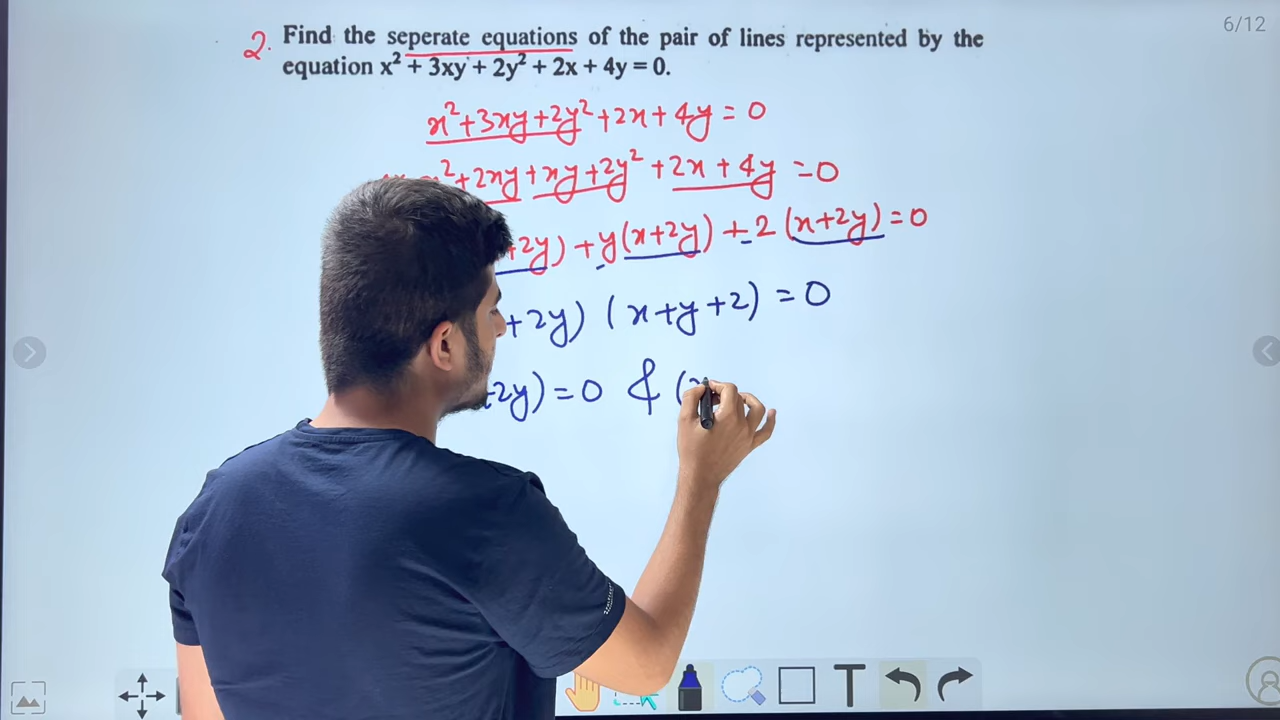 6/12
2. Find the seperate equations of the pair of lines represented by the
equation x² + 3xy + 2y² + 2x + 4y = 0.
x²+3xy+2y²+2x+4y=0
x²+2xy+xy+2y²+2x+4y=0
+2y)+y(x+2y)+2(x+2y)=0
+2y)(x+y+2)=0
+2y)=0 & (x
T